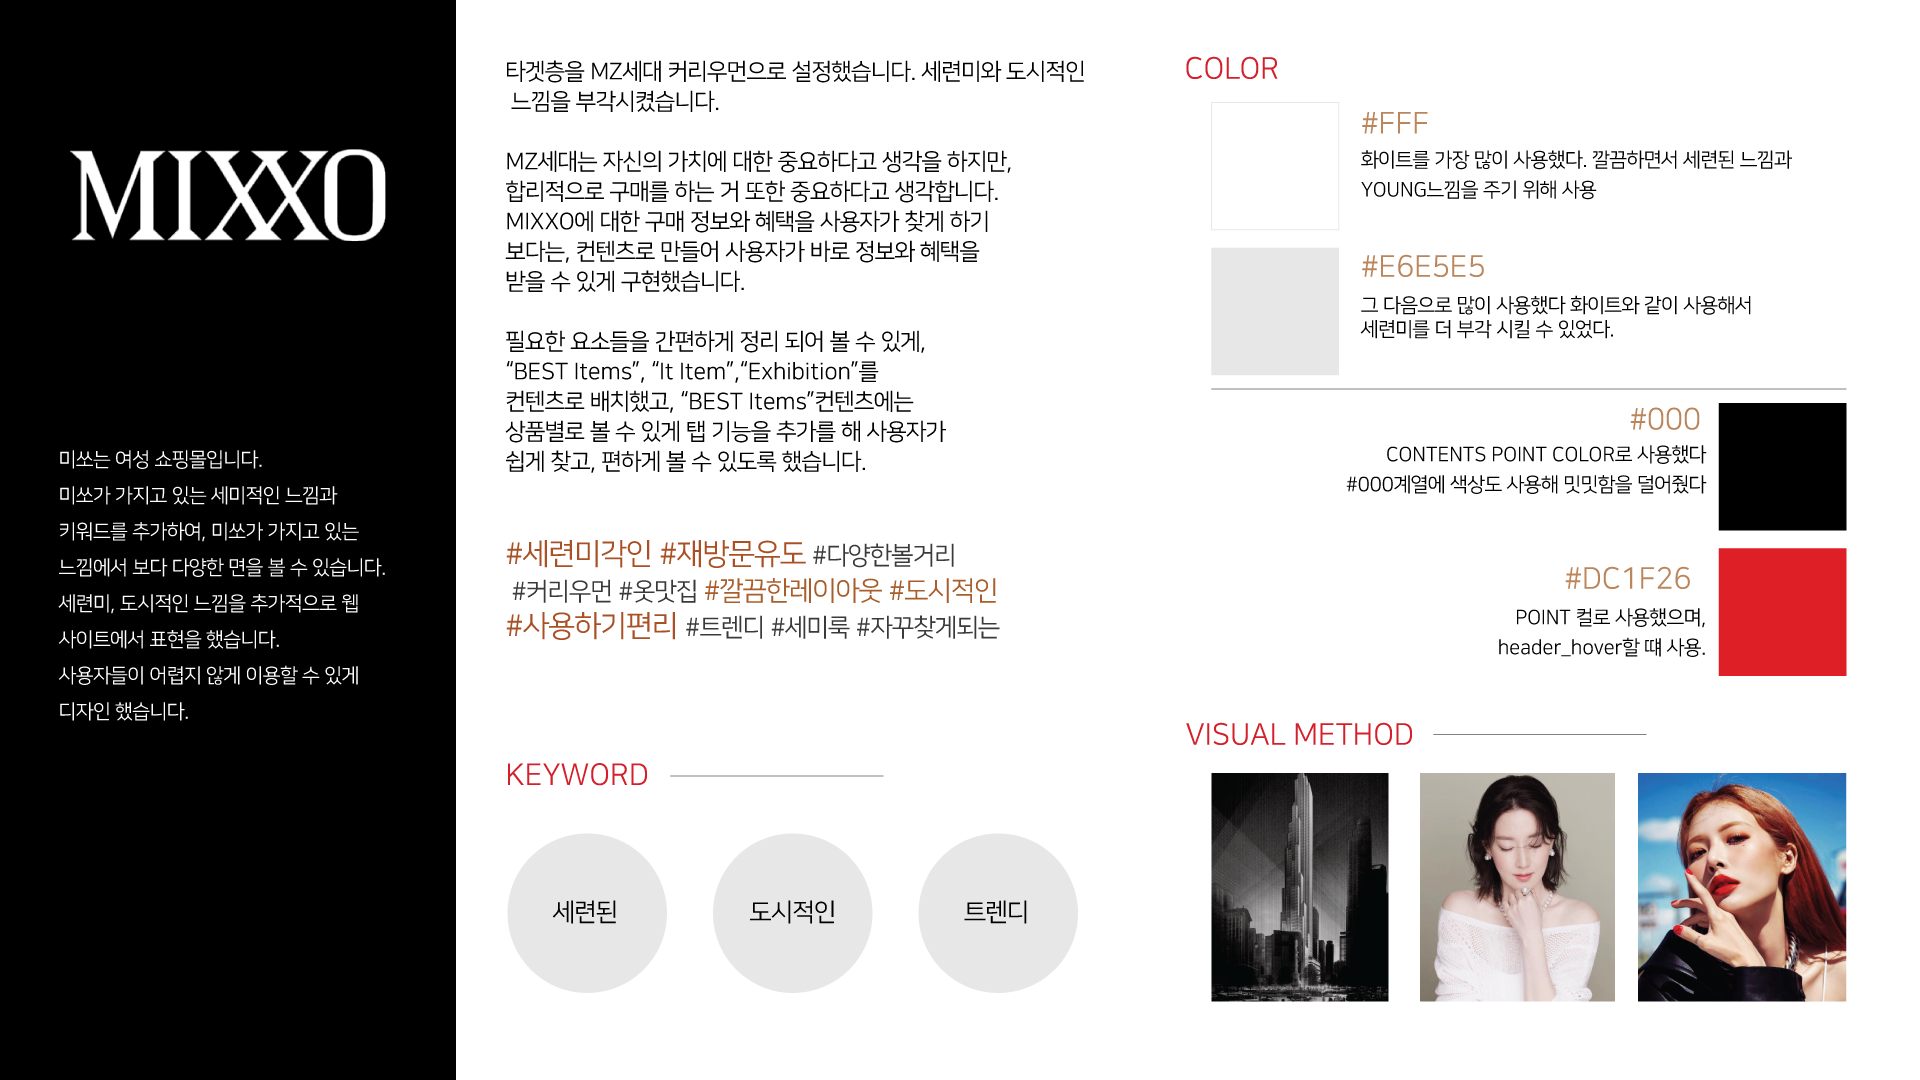 MIXXO
미쏘는 여성 쇼핑몰입니다.
미쏘가 가지고 있는 세미적인 느낌과
키워드를 추가하여, 미쏘가 가지고 있는
느낌에서 보다 다양한 면을 볼 수 있습니다.
세련미, 도시적인 느낌을 추가적으로 웹
사이트에서 표현을 했습니다.
사용자들이 어렵지 않게 이용할 수 있게
디자인 했습니다.
타겟층을 MZ세대 커리우먼으로 설정했습니다. 세련미와 도시적인
느낌을 부각시켰습니다.
MZ세대는 자신의 가치에 대한 중요하다고 생각을 하지만,
합리적으로 구매를 하는 거 또한 중요하다고 생각합니다.
MIXXO에 대한 구매 정보와 혜택을 사용자가 찾게 하기
보다는, 컨텐츠로 만들어 사용자가 바로 정보와 혜택을
받을 수 있게 구현했습니다.
필요한 요소들을 간편하게 정리 되어 볼 수 있게,
“BEST Items”, “It Item”,“Exhibition”를
컨텐츠로 배치했고, “BEST Items”컨텐츠에는
상품별로 볼 수 있게 탭 기능을 추가를 해 사용자가
쉽게 찾고, 편하게 볼 수 있도록 했습니다.
#세련미각인 #재방문유도 #다양한볼거리
#커리우먼 #옷맛집 #깔끔한레이아웃 #도시적인
#사용하기편리 #트렌디 #세미룩 #자꾸찾게되는
KEYWORD
세련된
도시적인
트렌디
COLOR
#FFF
화이트를 가장 많이 사용했다. 깔끔하면서 세련된 느낌과
YOUNG느낌을 주기 위해 사용
#E6E5E5
그 다음으로 많이 사용했다 화이트와 같이 사용해서
세련미를 더 부각 시킬 수 있었다.
#000
CONTENTS POINT COLOR로 사용했다
#000계열에 색상도 사용해 밋밋함을 덜어줬다
#DC1F26
POINT 컬로 사용했으며,
header_hover할 떄 사용.
VISUAL METHOD